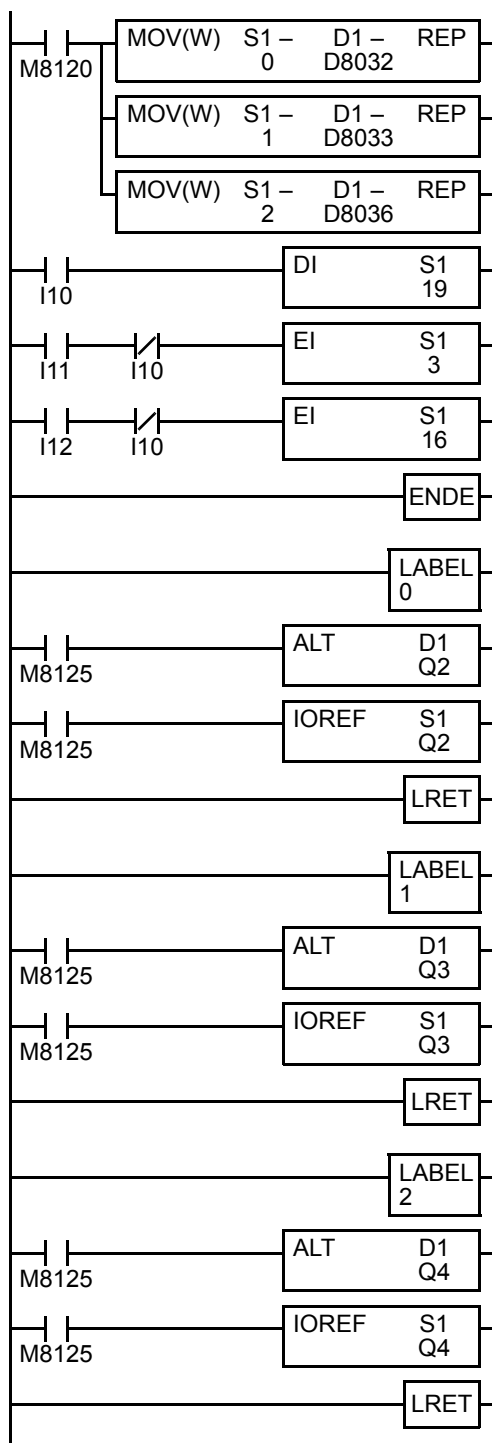 MOV(W) S1 – D1 – REP
0 D8032
M8120
MOV(W) S1 – D1 – REP
1 D8033
MOV(W) S1 – D1 – REP
2 D8036
DI S1
19
I10
EI S1
3
I11 I10
EI S1
16
I12 I10
ENDE
LABEL
0
ALT D1
Q2
M8125
IOREF S1
Q2
M8125
LRET
LABEL
1
ALT D1
Q3
M8125
IOREF S1
Q3
M8125
LRET
LABEL
2
ALT D1
Q4
M8125
IOREF S1
Q4
M8125
LRET